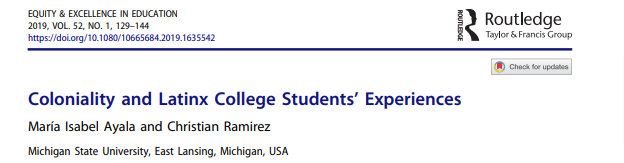 EQUITY & EXCELLENCE IN EDUCATION
2019, VOL. 52, NO. 1, 129–144
https://doi.org/10.1080/10665684.2019.1635542
ROUTLEDGE
Routledge
Taylor & Francis Group
Check for updates
Coloniality and Latinx College Students’ Experiences
María Isabel Ayala and Christian Ramirez
Michigan State University, East Lansing, Michigan, USA